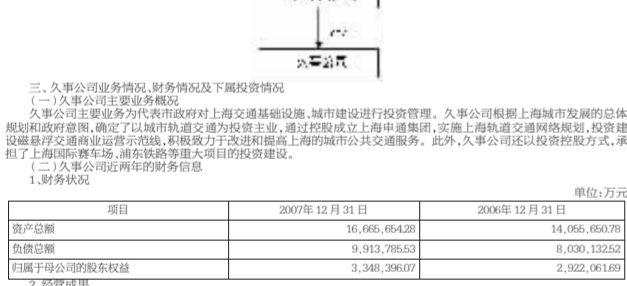 三、久事公司业务情况、财务情况及下属投资情况
(一)久事公司主要业务概况
久事公司主要业务为代表市政府对上海交通基础设施、城市建设进行投资管理。久事公司根据上海城市发展的总体
规划和政府意图,确定了以城市轨道交通为投资主业,通过控股成立上海申通集团,实施上海轨道交通网络规划,投资建
设磁悬浮交通商业运营示范线,积极致力于改进和提高上海的城市公共交通服务。此外,久事公司还以投资控股方式,承
担了上海国际赛车场、浦东铁路等重大项目的投资建设。
(二)久事公司近两年的财务信息
1、财务状况
单位:万元
项目 2007年12月31日 2006年12月31日
资产总额 16,665,654.28 14,055,650.78
负债总额 9,913,785.53 8,030,132.52
归属于母公司的股东权益 3,348,396.07 2,922,061.69
2、经营成果